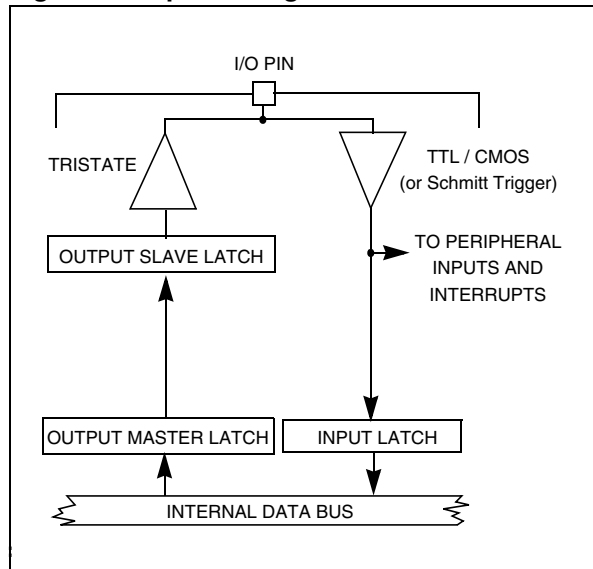 I/O PIN
TRISTATE
TTL / CMOS
(or Schmitt Trigger)
TO PERIPHERAL
INPUTS AND
INTERRUPTS
OUTPUT SLAVE LATCH
OUTPUT MASTER LATCH
INPUT LATCH
INTERNAL DATA BUS